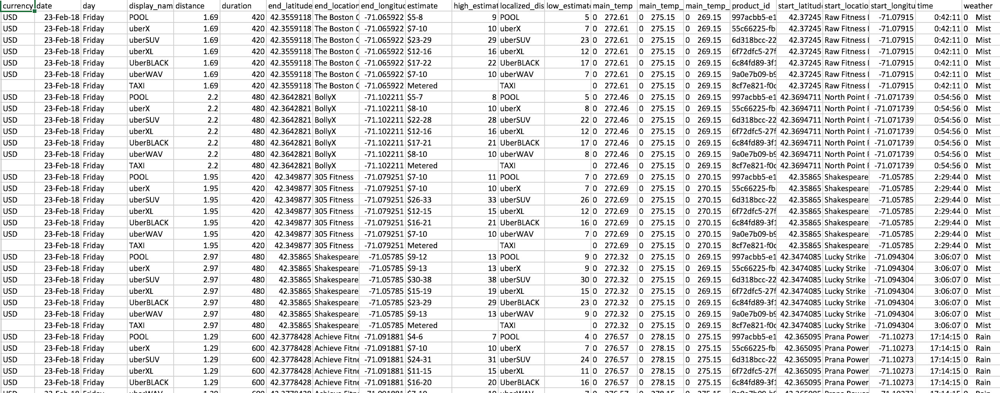 currency date day display_nam distance duration end_latitude end_location end_longitud estimate high_estimat localized_dis low_estimate main_temp main_temp_ main_temp_ product_id start_latitud start_locatio start_longitu time weather
USD 23-Feb-18 Friday POOL 1.69 420 42.3559118 The Boston C -71.065922 $5-8 9 POOL 5 0 272.61 0 275.15 0 269.15 997acbb5-e1 42.37245 Raw Fitness -71.07915 0:42:11 0 Mist
USD 23-Feb-18 Friday uberX 1.69 420 42.3559118 The Boston C -71.065922 $7-10 10 uberX 7 0 272.61 0 275.15 0 269.15 55c66225-fb 42.37245 Raw Fitness -71.07915 0:42:11 0 Mist
USD 23-Feb-18 Friday uberSUV 1.69 420 42.3559118 The Boston C -71.065922 $23-29 29 uberSUV 23 0 272.61 0 275.15 0 269.15 6d318bcc-22 42.37245 Raw Fitness -71.07915 0:42:11 0 Mist
USD 23-Feb-18 Friday uberXL 1.69 420 42.3559118 The Boston C -71.065922 $12-16 16 uberXL 12 0 272.61 0 275.15 0 269.15 6f72dfc5-27f 42.37245 Raw Fitness -71.07915 0:42:11 0 Mist
USD 23-Feb-18 Friday UberBLACK 1.69 420 42.3559118 The Boston C -71.065922 $17-22 22 UberBLACK 17 0 272.61 0 275.15 0 269.15 6c84fd89-3f1 42.37245 Raw Fitness -71.07915 0:42:11 0 Mist
USD 23-Feb-18 Friday uberWAV 1.69 420 42.3559118 The Boston C -71.065922 $7-10 10 uberWAV 7 0 272.61 0 275.15 0 269.15 9a0e7b09-b9 42.37245 Raw Fitness -71.07915 0:42:11 0 Mist
23-Feb-18 Friday TAXI 1.69 420 42.3559118 The Boston C -71.065922 Metered TAXI 0 272.61 0 275.15 0 269.15 8cf7e821-f0c 42.37245 Raw Fitness -71.07915 0:42:11 0 Mist
USD 23-Feb-18 Friday POOL 2.2 480 42.3642821 BollyX -71.102211 $5-7 8 POOL 5 0 272.46 0 275.15 0 269.15 997acbb5-e1 42.3694711 North Point -71.071739 0:54:56 0 Mist
USD 23-Feb-18 Friday uberX 2.2 480 42.3642821 BollyX -71.102211 $8-10 10 uberX 8 0 272.46 0 275.15 0 269.15 55c66225-fb 42.3694711 North Point -71.071739 0:54:56 0 Mist
USD 23-Feb-18 Friday uberSUV 2.2 480 42.3642821 BollyX -71.102211 $22-28 28 uberSUV 22 0 272.46 0 275.15 0 269.15 6d318bcc-22 42.3694711 North Point -71.071739 0:54:56 0 Mist
USD 23-Feb-18 Friday uberXL 2.2 480 42.3642821 BollyX -71.102211 $12-16 16 uberXL 12 0 272.46 0 275.15 0 269.15 6f72dfc5-27f 42.3694711 North Point -71.071739 0:54:56 0 Mist
USD 23-Feb-18 Friday UberBLACK 2.2 480 42.3642821 BollyX -71.102211 $17-21 21 UberBLACK 17 0 272.46 0 275.15 0 269.15 6c84fd89-3f1 42.3694711 North Point -71.071739 0:54:56 0 Mist
USD 23-Feb-18 Friday uberWAV 2.2 480 42.3642821 BollyX -71.102211 $8-10 10 uberWAV 8 0 272.46 0 275.15 0 269.15 9a0e7b09-b9 42.3694711 North Point -71.071739 0:54:56 0 Mist
23-Feb-18 Friday TAXI 2.2 480 42.3642821 BollyX -71.102211 Metered TAXI 0 272.46 0 275.15 0 269.15 8cf7e821-f0c 42.3694711 North Point -71.071739 0:54:56 0 Mist
USD 23-Feb-18 Friday POOL 1.95 420 42.349877 305 Fitness -71.079251 $7-10 11 POOL 7 0 272.69 0 275.15 0 270.15 997acbb5-e1 42.35865 Shakespeare -71.05785 2:29:44 0 Mist
USD 23-Feb-18 Friday uberX 1.95 420 42.349877 305 Fitness -71.079251 $7-10 10 uberX 7 0 272.69 0 275.15 0 270.15 55c66225-fb 42.35865 Shakespeare -71.05785 2:29:44 0 Mist
USD 23-Feb-18 Friday uberSUV 1.95 420 42.349877 305 Fitness -71.079251 $26-33 33 uberSUV 26 0 272.69 0 275.15 0 270.15 6d318bcc-22 42.35865 Shakespeare -71.05785 2:29:44 0 Mist
USD 23-Feb-18 Friday uberXL 1.95 420 42.349877 305 Fitness -71.079251 $12-15 15 uberXL 12 0 272.69 0 275.15 0 270.15 6f72dfc5-27f 42.35865 Shakespeare -71.05785 2:29:44 0 Mist
USD 23-Feb-18 Friday UberBLACK 1.95 420 42.349877 305 Fitness -71.079251 $16-21 21 UberBLACK 16 0 272.69 0 275.15 0 270.15 6c84fd89-3f1 42.35865 Shakespeare -71.05785 2:29:44 0 Mist
USD 23-Feb-18 Friday uberWAV 1.95 420 42.349877 305 Fitness -71.079251 $7-10 10 uberWAV 7 0 272.69 0 275.15 0 270.15 9a0e7b09-b9 42.35865 Shakespeare -71.05785 2:29:44 0 Mist
23-Feb-18 Friday TAXI 1.95 420 42.349877 305 Fitness -71.079251 Metered TAXI 0 272.69 0 275.15 0 270.15 8cf7e821-f0c 42.35865 Shakespeare -71.05785 2:29:44 0 Mist
USD 23-Feb-18 Friday POOL 2.97 480 42.35865 Shakespeare -71.05785 $9-12 13 POOL 9 0 272.32 0 275.15 0 269.15 997acbb5-e1 42.3474085 Lucky Strike -71.094304 3:06:07 0 Mist
USD 23-Feb-18 Friday uberX 2.97 480 42.35865 Shakespeare -71.05785 $9-13 13 uberX 9 0 272.32 0 275.15 0 269.15 55c66225-fb 42.3474085 Lucky Strike -71.094304 3:06:07 0 Mist
USD 23-Feb-18 Friday uberSUV 2.97 480 42.35865 Shakespeare -71.05785 $30-38 38 uberSUV 30 0 272.32 0 275.15 0 269.15 6d318bcc-22 42.3474085 Lucky Strike -71.094304 3:06:07 0 Mist
USD 23-Feb-18 Friday uberXL 2.97 480 42.35865 Shakespeare -71.05785 $15-19 19 uberXL 15 0 272.32 0 275.15 0 269.15 6f72dfc5-27f 42.3474085 Lucky Strike -71.094304 3:06:07 0 Mist
USD 23-Feb-18 Friday UberBLACK 2.97 480 42.35865 Shakespeare -71.05785 $23-29 29 UberBLACK 23 0 272.32 0 275.15 0 269.15 6c84fd89-3f1 42.3474085 Lucky Strike -71.094304 3:06:07 0 Mist
USD 23-Feb-18 Friday uberWAV 2.97 480 42.35865 Shakespeare -71.05785 $9-13 13 uberWAV 9 0 272.32 0 275.15 0 269.15 9a0e7b09-b9 42.3474085 Lucky Strike -71.094304 3:06:07 0 Mist
23-Feb-18 Friday TAXI 2.97 480 42.35865 Shakespeare -71.05785 Metered TAXI 0 272.32 0 275.15 0 269.15 8cf7e821-f0c 42.3474085 Lucky Strike -71.094304 3:06:07 0 Mist
USD 23-Feb-18 Friday POOL 1.29 600 42.3778428 Achieve Fitne -71.091881 $4-6 7 POOL 4 0 276.57 0 278.15 0 275.15 997acbb5-e1 42.365095 Prana Power -71.10273 17:14:15 0 Rain
USD 23-Feb-18 Friday uberX 1.29 600 42.3778428 Achieve Fitne -71.091881 $7-10 10 uberX 7 0 276.57 0 278.15 0 275.15 55c66225-fb 42.365095 Prana Power -71.10273 17:14:15 0 Rain
USD 23-Feb-18 Friday uberSUV 1.29 600 42.3778428 Achieve Fitne -71.091881 $24-31 31 uberSUV 24 0 276.57 0 278.15 0 275.15 6d318bcc-22 42.365095 Prana Power -71.10273 17:14:15 0 Rain
USD 23-Feb-18 Friday uberXL 1.29 600 42.3778428 Achieve Fitne -71.091881 $11-15 15 uberXL 11 0 276.57 0 278.15 0 275.15 6f72dfc5-27f 42.365095 Prana Power -71.10273 17:14:15 0 Rain
USD 23-Feb-18 Friday UberBLACK 1.29 600 42.3778428 Achieve Fitne -71.091881 $16-20 20 UberBLACK 16 0 276.57 0 278.15 0 275.15 6c84fd89-3f1 42.365095 Prana Power -71.10273 17:14:15 0 Rain